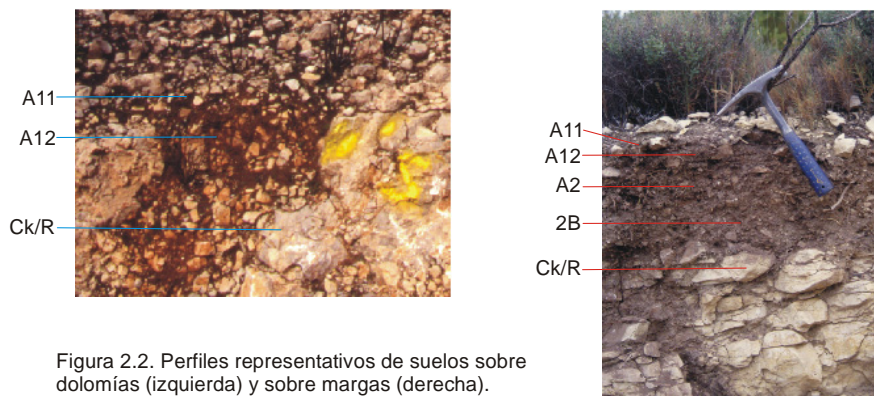 A11
A12
Ck/R
A11
A12
A2
2B
Ck/R
Figura 2.2. Perfiles representativos de suelos sobre
dolomías (izquierda) y sobre margas (derecha).